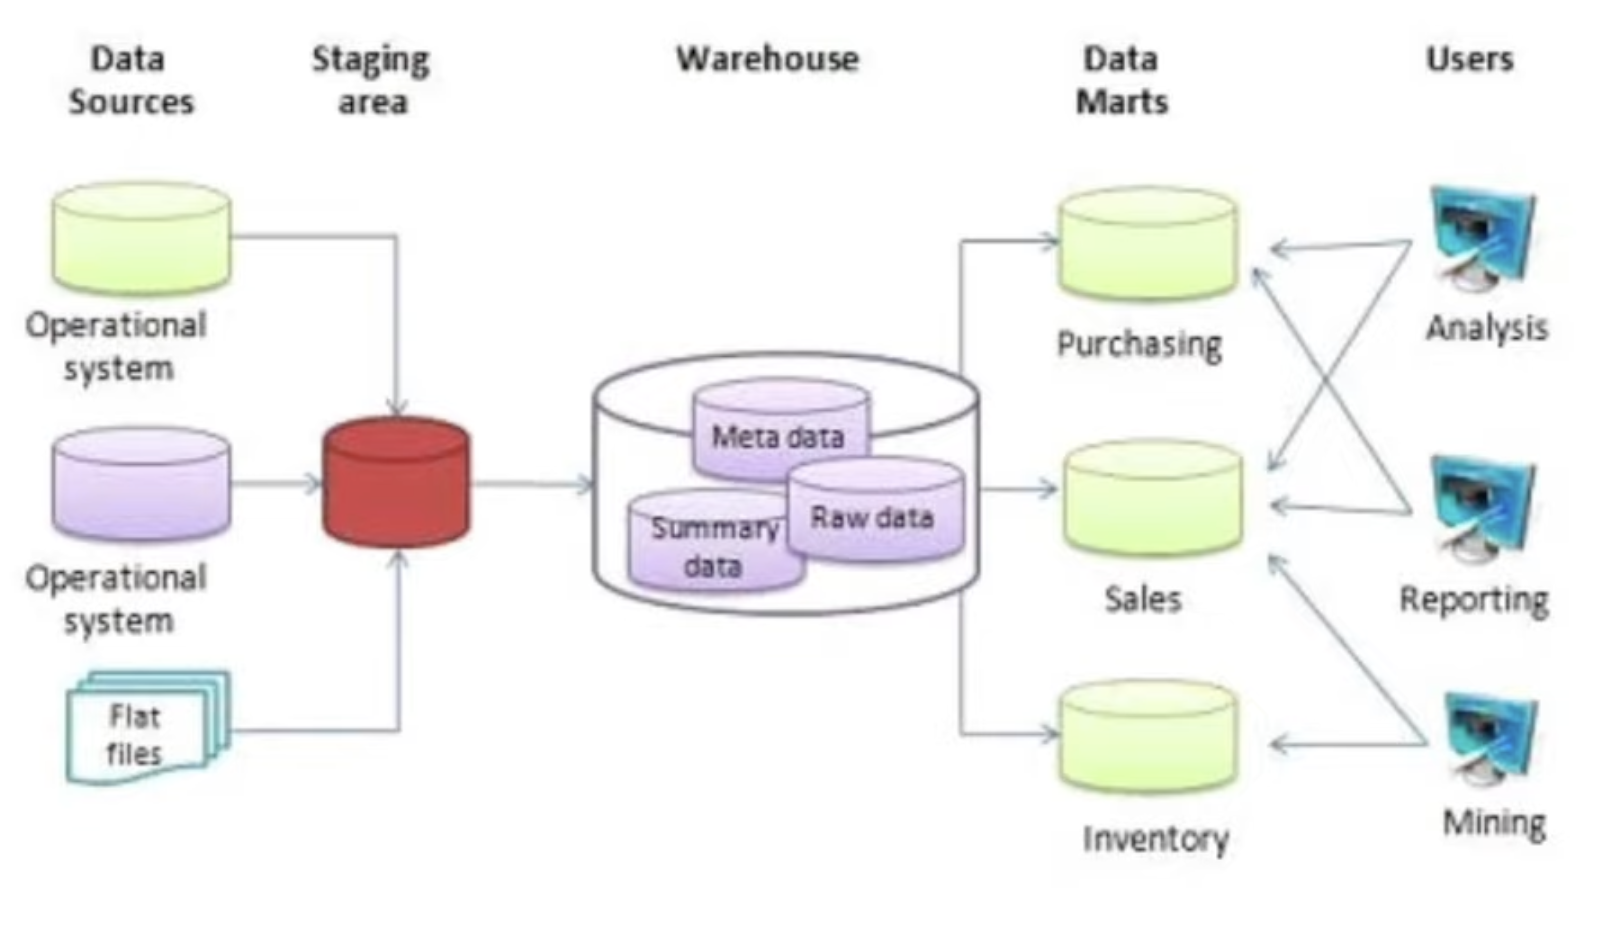 Data
Sources
Staging
area
Warehouse
Data
Marts
Users
Operational
system
Operational
system
Flat
files
Meta data
Summary
data
Raw data
Purchasing
Sales
Inventory
Analysis
Reporting
Mining